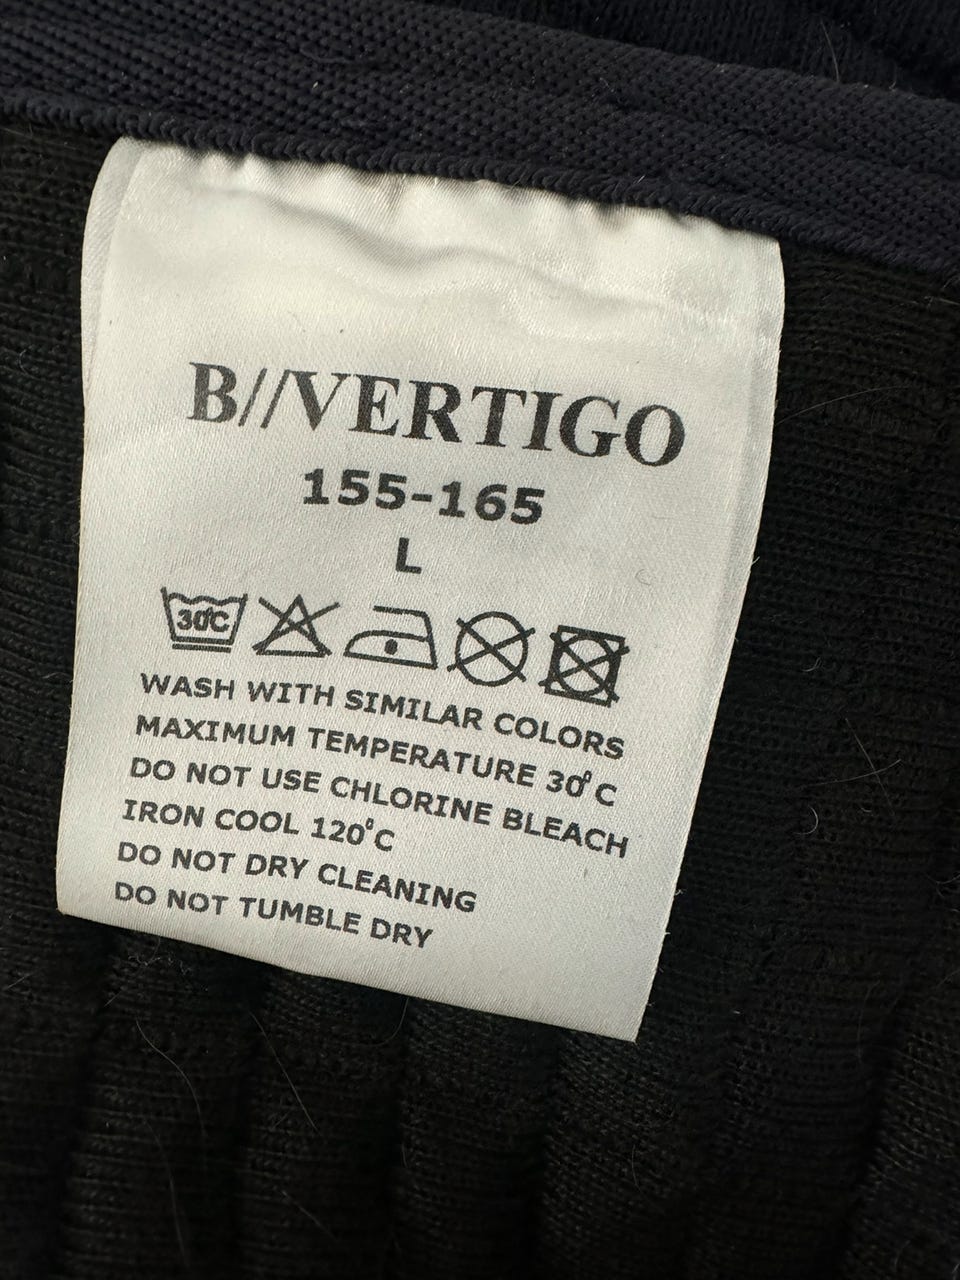 B//VERTIGO
155-165
L
30°C
WASH WITH SIMILAR COLORS
MAXIMUM TEMPERATURE 30°C
DO NOT USE CHLORINE BLEACH
IRON COOL 120°C
DO NOT DRY CLEANING
DO NOT TUMBLE DRY